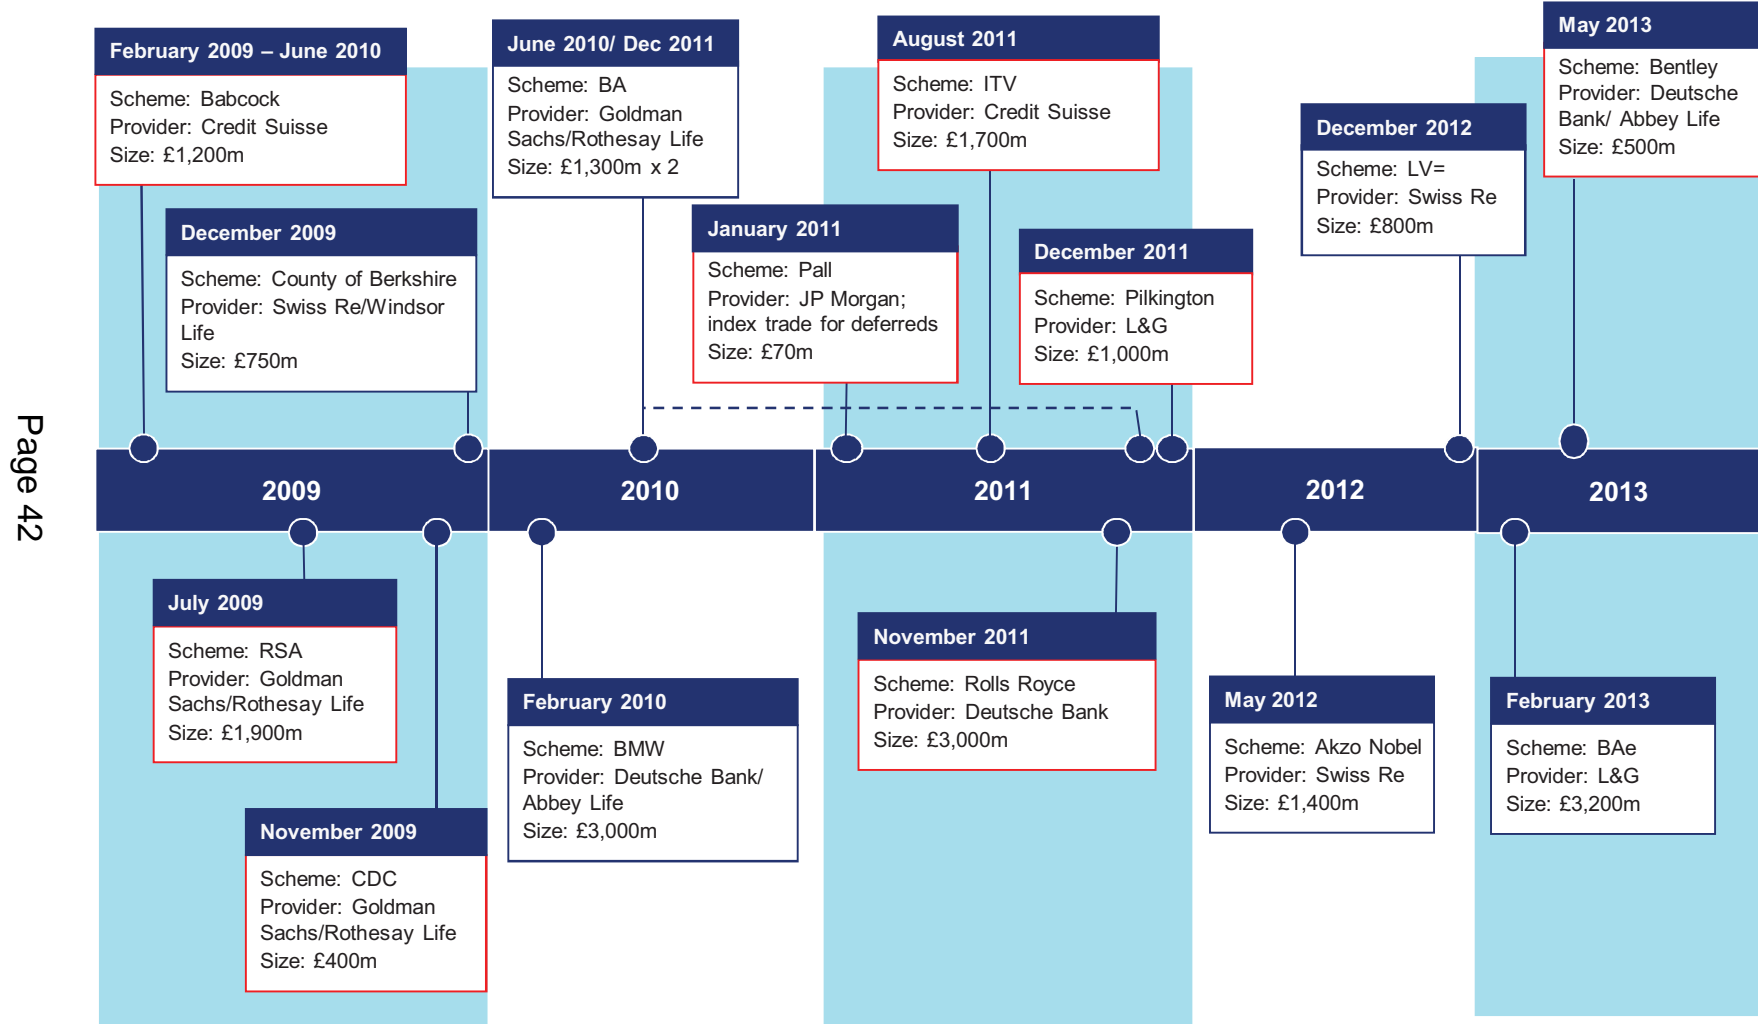 February 2009 – June 2010
Scheme: Babcock
Provider: Credit Suisse
Size: £1,200m
December 2009
Scheme: County of Berkshire
Provider: Swiss Re/Windsor
Life
Size: £750m
June 2010/ Dec 2011
Scheme: BA
Provider: Goldman
Sachs/Rothesay Life
Size: £1,300m x 2
January 2011
Scheme: Pall
Provider: JP Morgan;
index trade for deferreds
Size: £70m
August 2011
Scheme: ITV
Provider: Credit Suisse
Size: £1,700m
December 2011
Scheme: Pilkington
Provider: L&G
Size: £1,000m
December 2012
Scheme: LV=
Provider: Swiss Re
Size: £800m
May 2013
Scheme: Bentley
Provider: Deutsche
Bank/ Abbey Life
Size: £500m
Page 42
2009
2010
2011
2012
2013
July 2009
Scheme: RSA
Provider: Goldman
Sachs/Rothesay Life
Size: £1,900m
November 2009
Scheme: CDC
Provider: Goldman
Sachs/Rothesay Life
Size: £400m
February 2010
Scheme: BMW
Provider: Deutsche Bank/
Abbey Life
Size: £3,000m
November 2011
Scheme: Rolls Royce
Provider: Deutsche Bank
Size: £3,000m
May 2012
Scheme: Akzo Nobel
Provider: Swiss Re
Size: £1,400m
February 2013
Scheme: BAe
Provider: L&G
Size: £3,200m